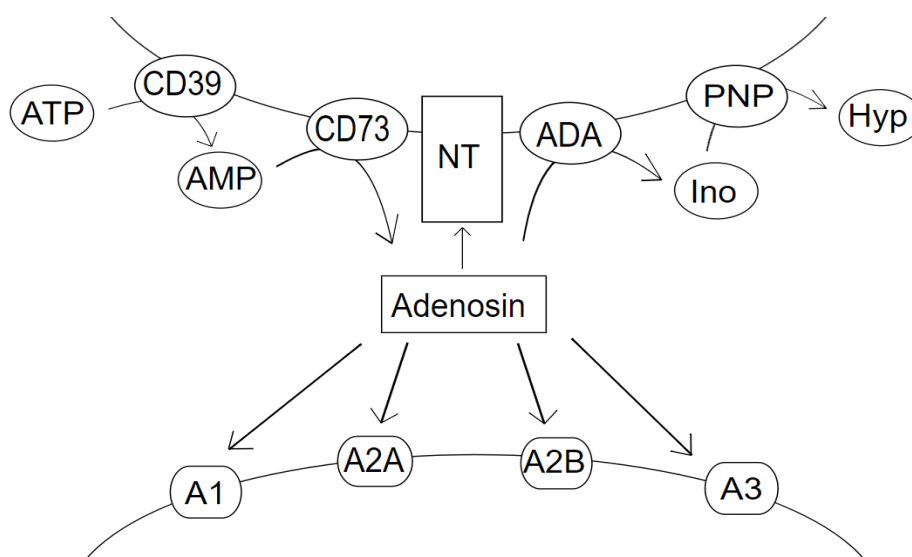 CD39
PNP
ATP
CD73
ADA
Hyp
NT
AMP
Ino
Adenosin
A1
A2A
A2B
A3